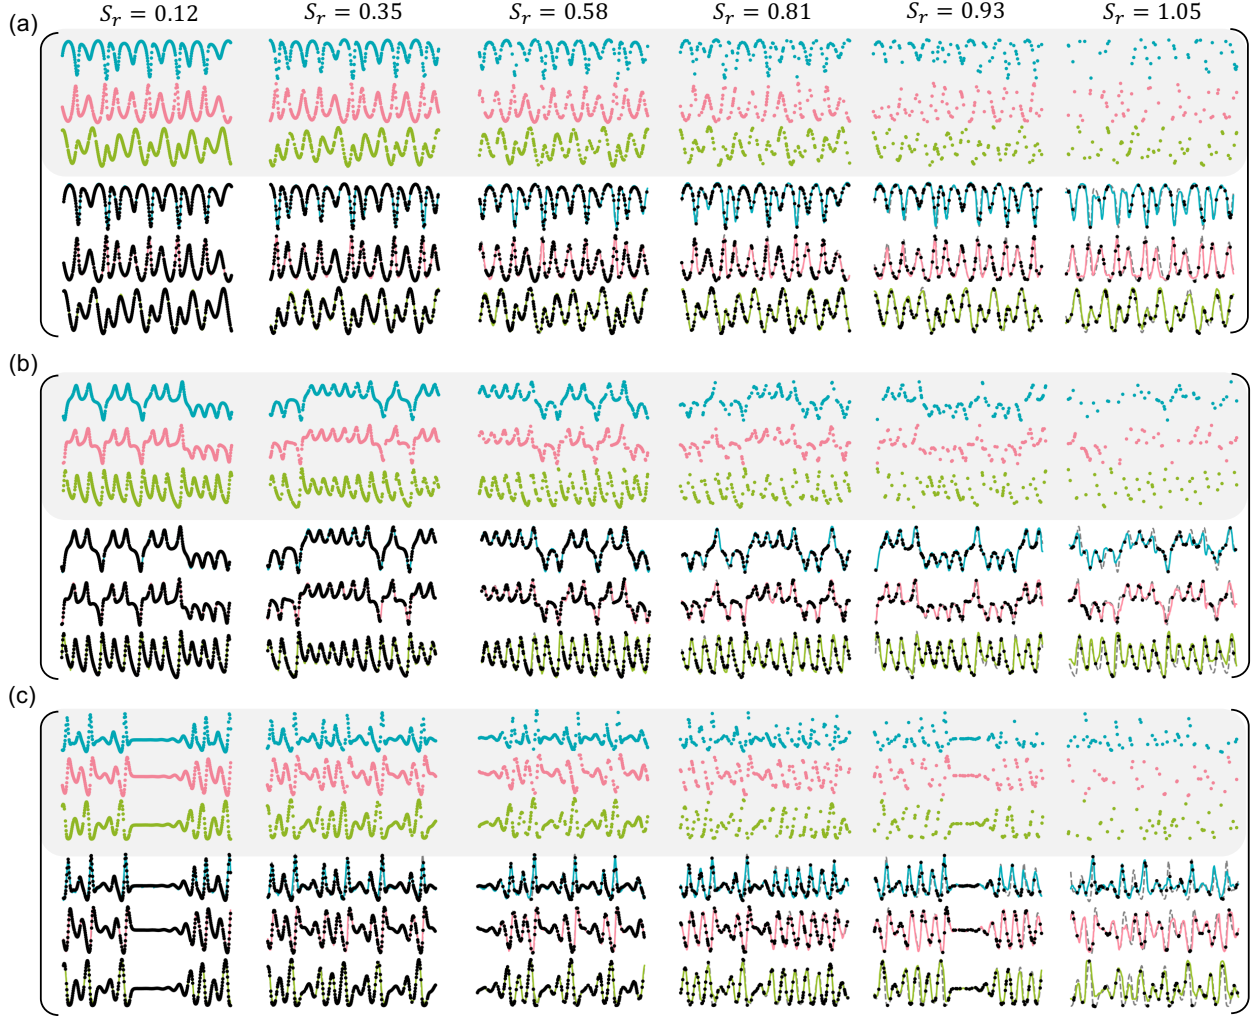 (a) S_r = 0.12 S_r = 0.35 S_r = 0.58 S_r = 0.81 S_r = 0.93 S_r = 1.05
(b)
(c)